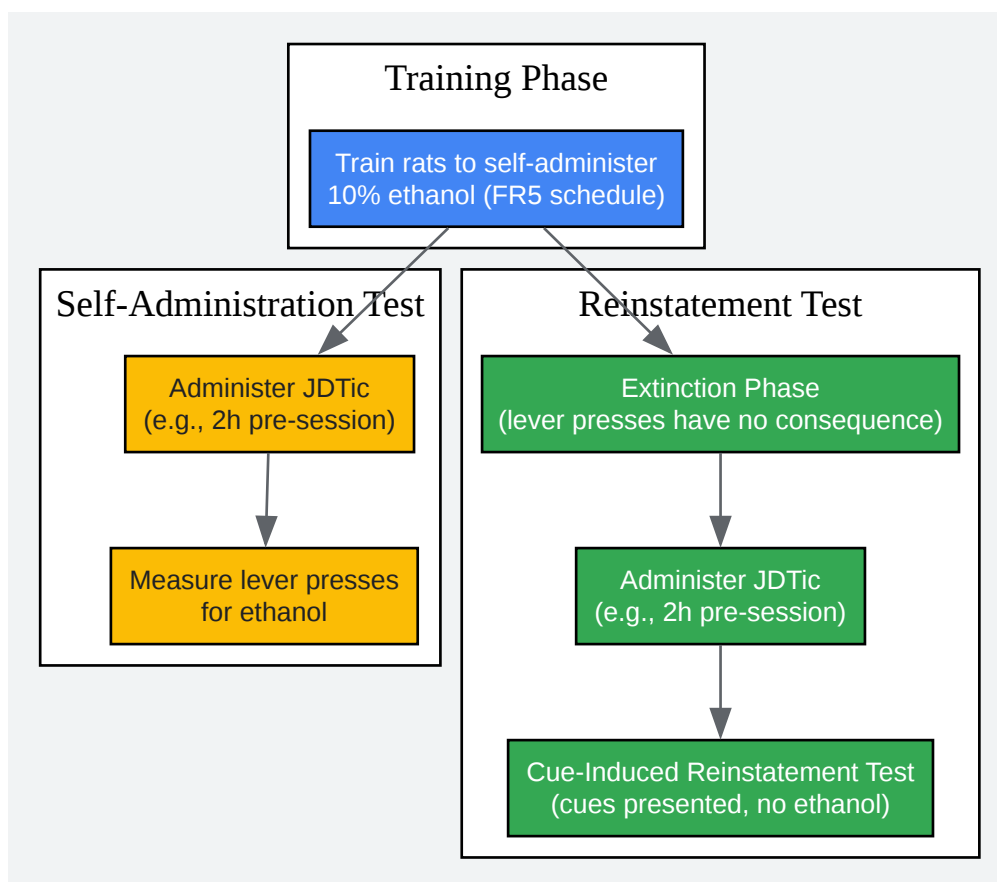 Training Phase
Train rats to self-administer
10% ethanol (FR5 schedule)
Self-Administration Test
Administer JDTic
(e.g., 2h pre-session)
Measure lever presses
for ethanol
Reinstatement Test
Extinction Phase
(lever presses have no consequence)
Administer JDTic
(e.g., 2h pre-session)
Cue-Induced Reinstatement Test
(cues presented, no ethanol)